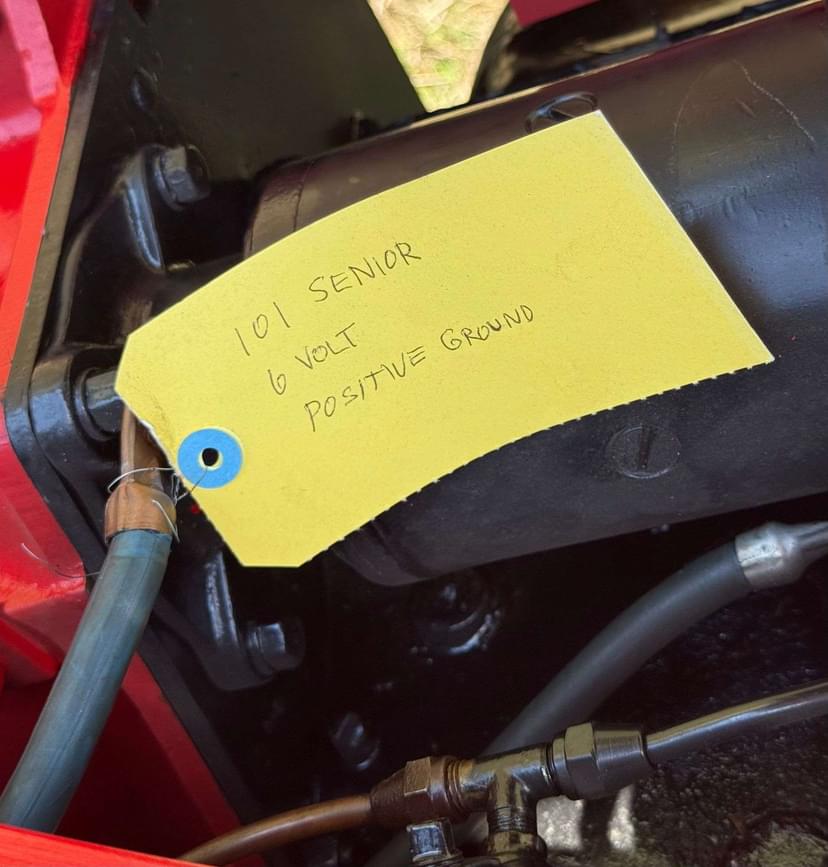 101 SENIOR
6 VOLT
POSITIVE GROUND